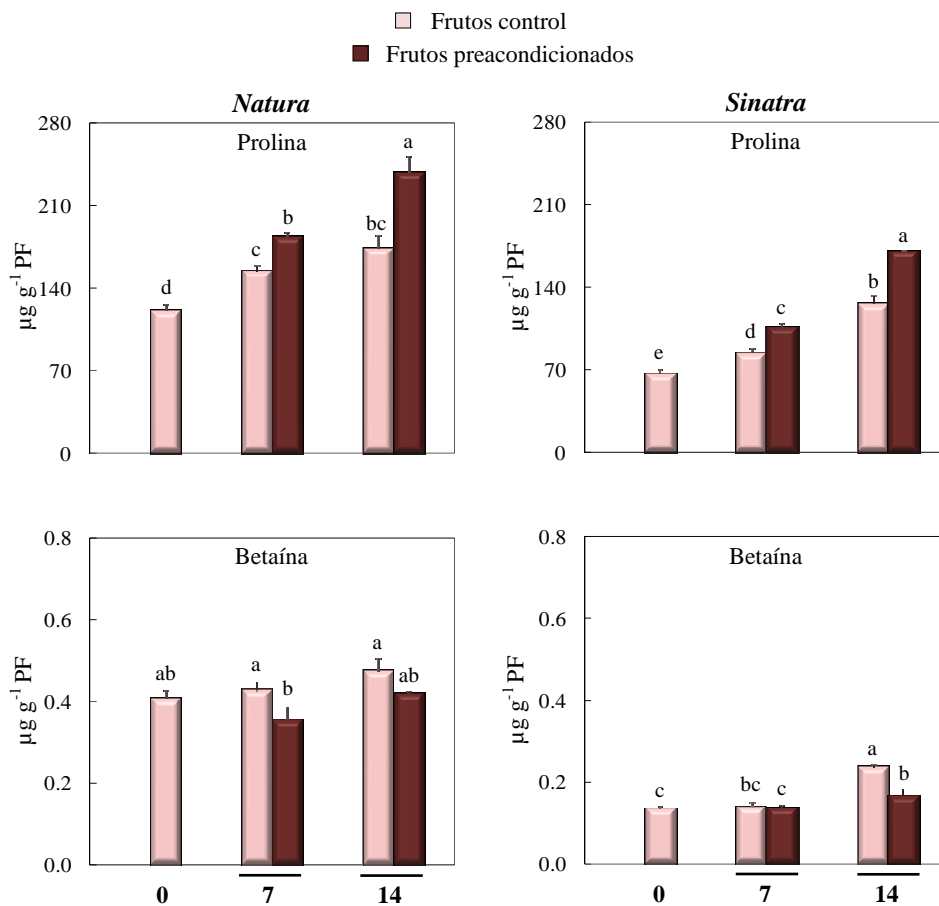 Frutos control
Frutos preacondicionados
Natura
Sinatra
280
210
140
70
0
µg g⁻¹ PF
Prolina
d
c
b
bc
a
280
210
140
70
0
µg g⁻¹ PF
Prolina
e
d
c
b
a
0.8
0.6
0.4
0.2
0.0
µg g⁻¹ PF
Betaína
ab
a
b
a
ab
0.8
0.6
0.4
0.2
0.0
µg g⁻¹ PF
Betaína
c
bc
c
a
b
0
7
14
0
7
14